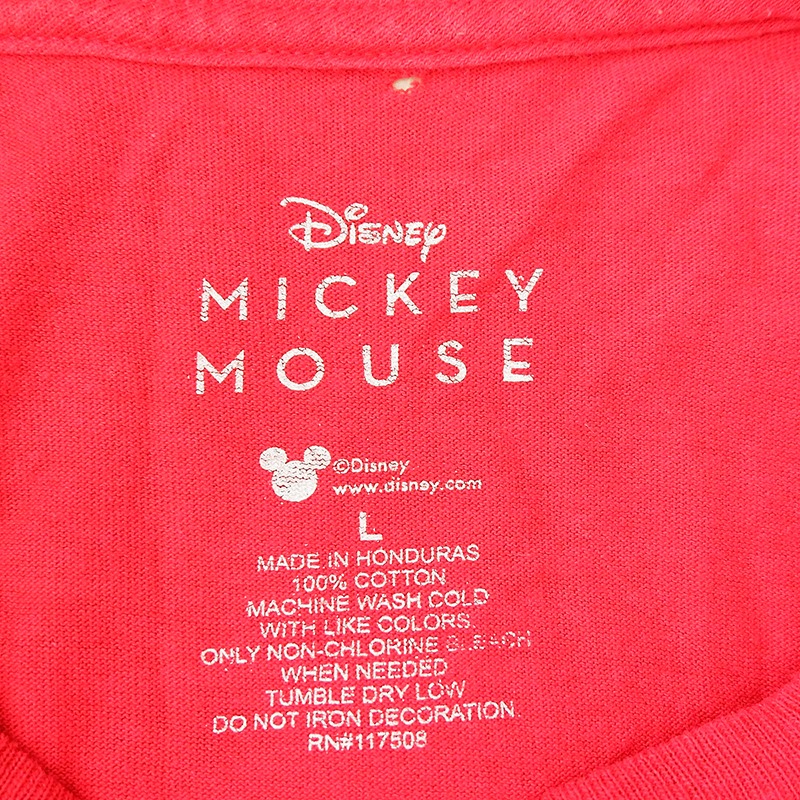 Disney
MICKEY
MOUSE
©Disney
www.disney.com
L
MADE IN HONDURAS
100% COTTON
MACHINE WASH COLD
WITH LIKE COLORS.
ONLY NON-CHLORINE BLEACH
WHEN NEEDED
TUMBLE DRY LOW
DO NOT IRON DECORATION.
RN#117508